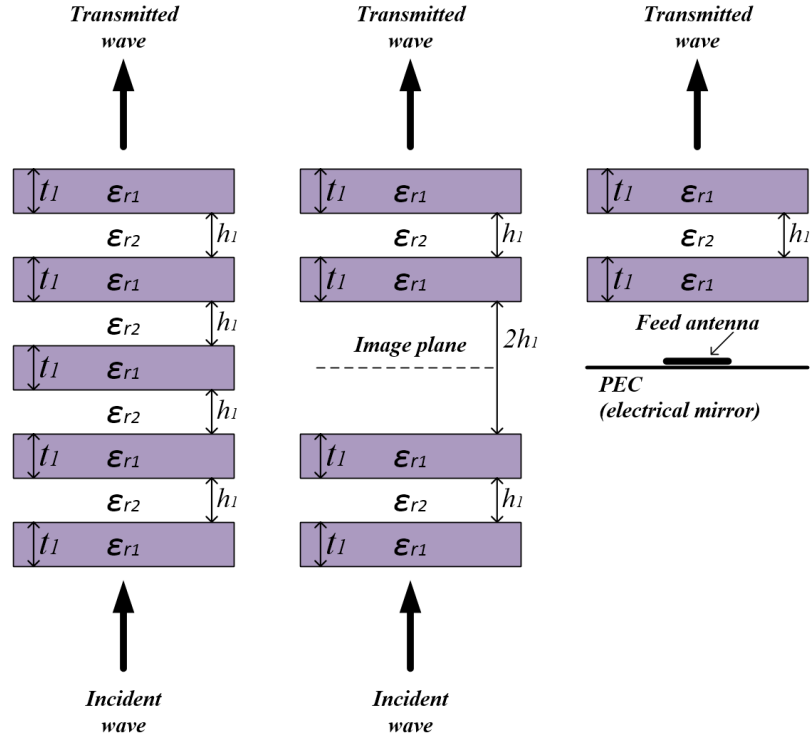 Transmitted
wave
t1
εr1
εr2
h1
t1
εr1
εr2
h1
t1
εr1
εr2
h1
t1
εr1
εr2
h1
t1
εr1
Incident
wave
Transmitted
wave
t1
εr1
εr2
h1
t1
εr1
Image plane
2h1
t1
εr1
εr2
h1
t1
εr1
Incident
wave
Transmitted
wave
t1
εr1
εr2
h1
t1
εr1
Feed antenna
PEC
(electrical mirror)